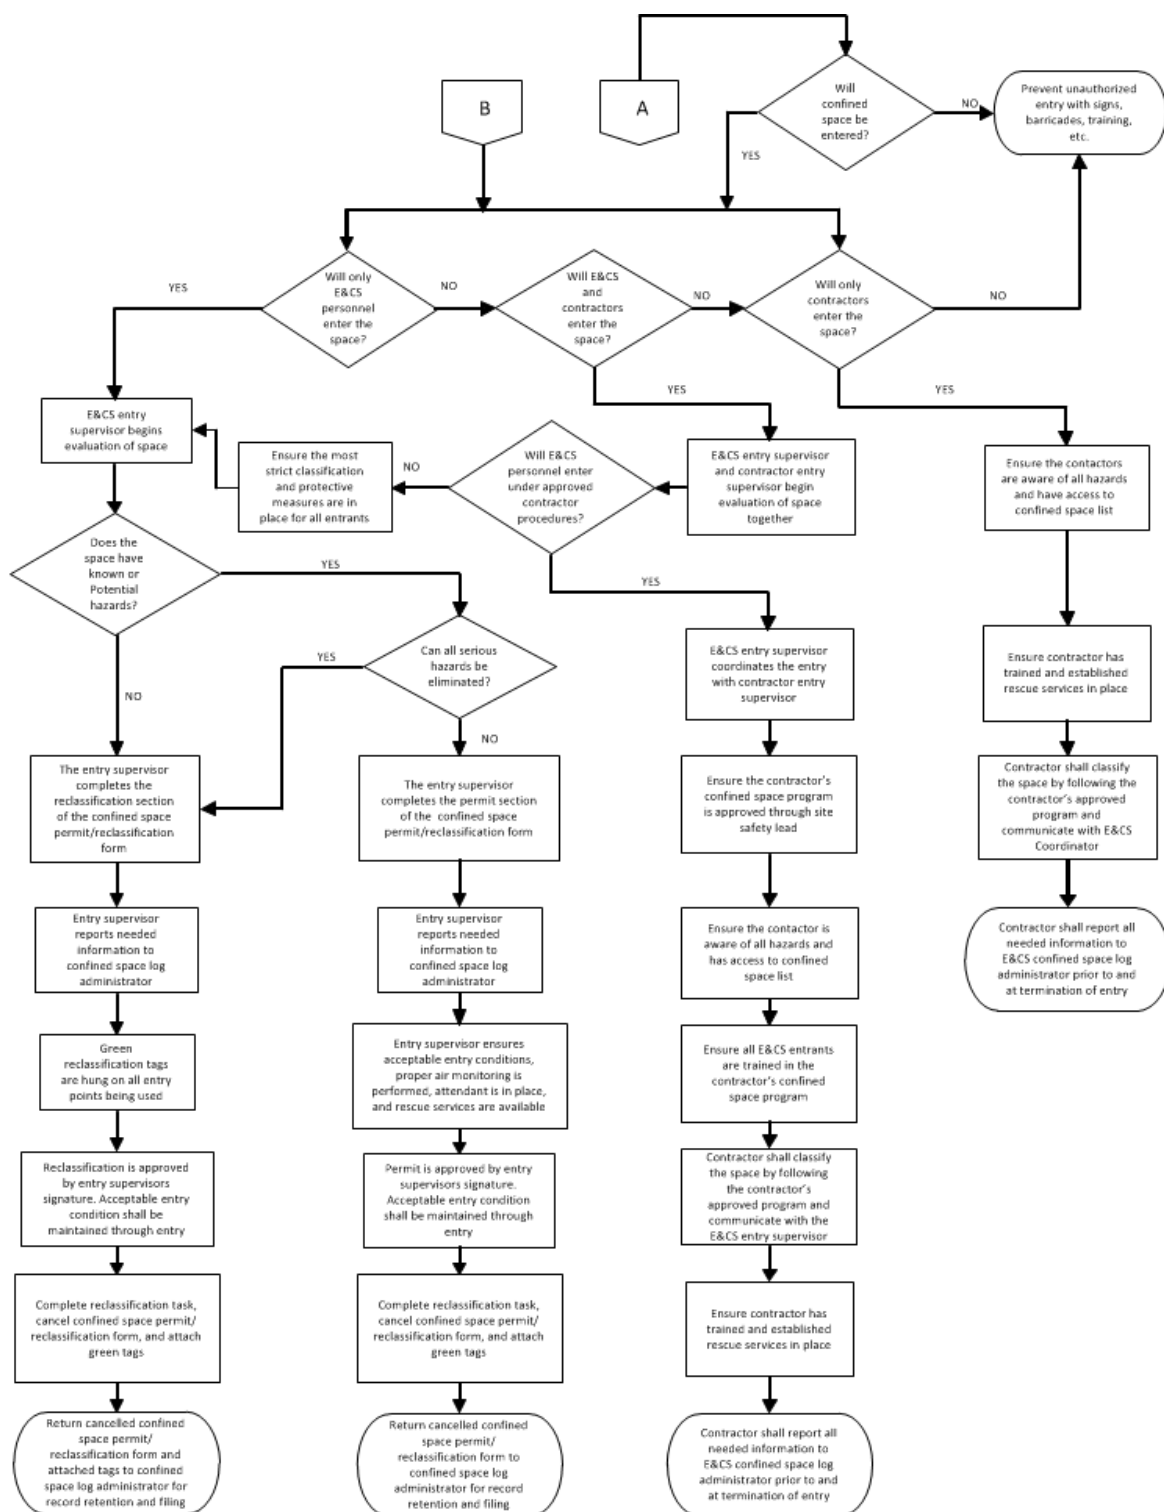 B
A
Will
confined
space be
entered?
NO
Prevent unauthorized
entry with signs,
barricades, training,
etc.
YES
Will only
E&CS
personnel
enter the
space?
YES
NO
Will E&CS
and
contractors
enter the
space?
NO
Will only
contractors
enter the
space?
NO
YES
YES
E&CS entry
supervisor begins
evaluation of space
Ensure the most
strict classification
and protective
measures are in
place for all entrants
NO
Will E&CS
personnel enter
under approved
contractor
procedures?
E&CS entry supervisor
and contractor entry
supervisor begin
evaluation of space
together
Ensure the contactors
are aware of all hazards
and have access to
confined space list
Does the
space have
known or
Potential
hazards?
YES
YES
NO
Can all serious
hazards be
eliminated?
YES
NO
E&CS entry supervisor
coordinates the entry
with contractor entry
supervisor
Ensure contractor has
trained and established
rescue services in place
The entry supervisor
completes the
reclassification section
of the confined space
permit/reclassification
form
The entry supervisor
completes the permit section
of the confined space
permit/reclassification form
Ensure the contractor's
confined space program
is approved through site
safety lead
Contractor shall classify
the space by following the
contractor's approved
program and
communicate with E&CS
Coordinator
Entry supervisor
reports needed
information to
confined space log
administrator
Entry supervisor
reports needed
information to
confined space log
administrator
Ensure the contactor is
aware of all hazards and
has access to confined
space list
Contractor shall report all
needed information to
E&CS confined space log
administrator prior to and
at termination of entry
Green
reclassification tags
are hung on all entry
points being used
Entry supervisor ensures
acceptable entry conditions,
proper air monitoring is
performed, attendant is in place,
and rescue services are available
Ensure all E&CS entrants
are trained in the
contractor's confined
space program
Reclassification is approved
by entry supervisors
signature. Acceptable entry
condition shall be
maintained through entry
Permit is approved by entry
supervisors signature.
Acceptable entry condition
shall be maintained through
entry
Contractor shall classify
the space by following
the contractor's
approved program and
communicate with the
E&CS entry supervisor
Complete reclassification task,
cancel confined space permit/
reclassification form, and attach
green tags
Complete reclassification task,
cancel confined space permit/
reclassification form, and attach
green tags
Ensure contractor has
trained and established
rescue services in place
Return cancelled confined
space permit/
reclassification form and
attached tags to confined
space log administrator for
record retention and filing
Return cancelled confined
space permit/
reclassification form to
confined space log
administrator for record
retention and filing
Contractor shall report all
needed information to
E&CS confined space log
administrator prior to and
at termination of entry